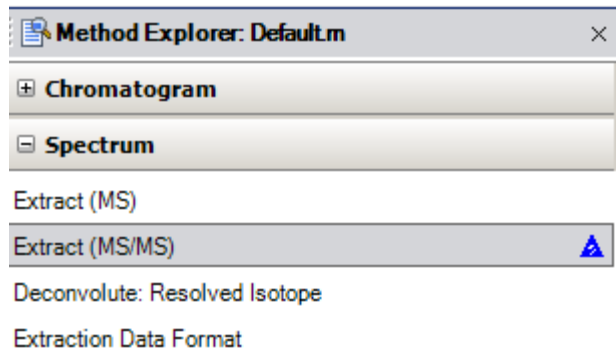 Method Explorer: Default.m
Chromatogram
Spectrum
Extract (MS)
Extract (MS/MS)
Deconvolute: Resolved Isotope
Extraction Data Format